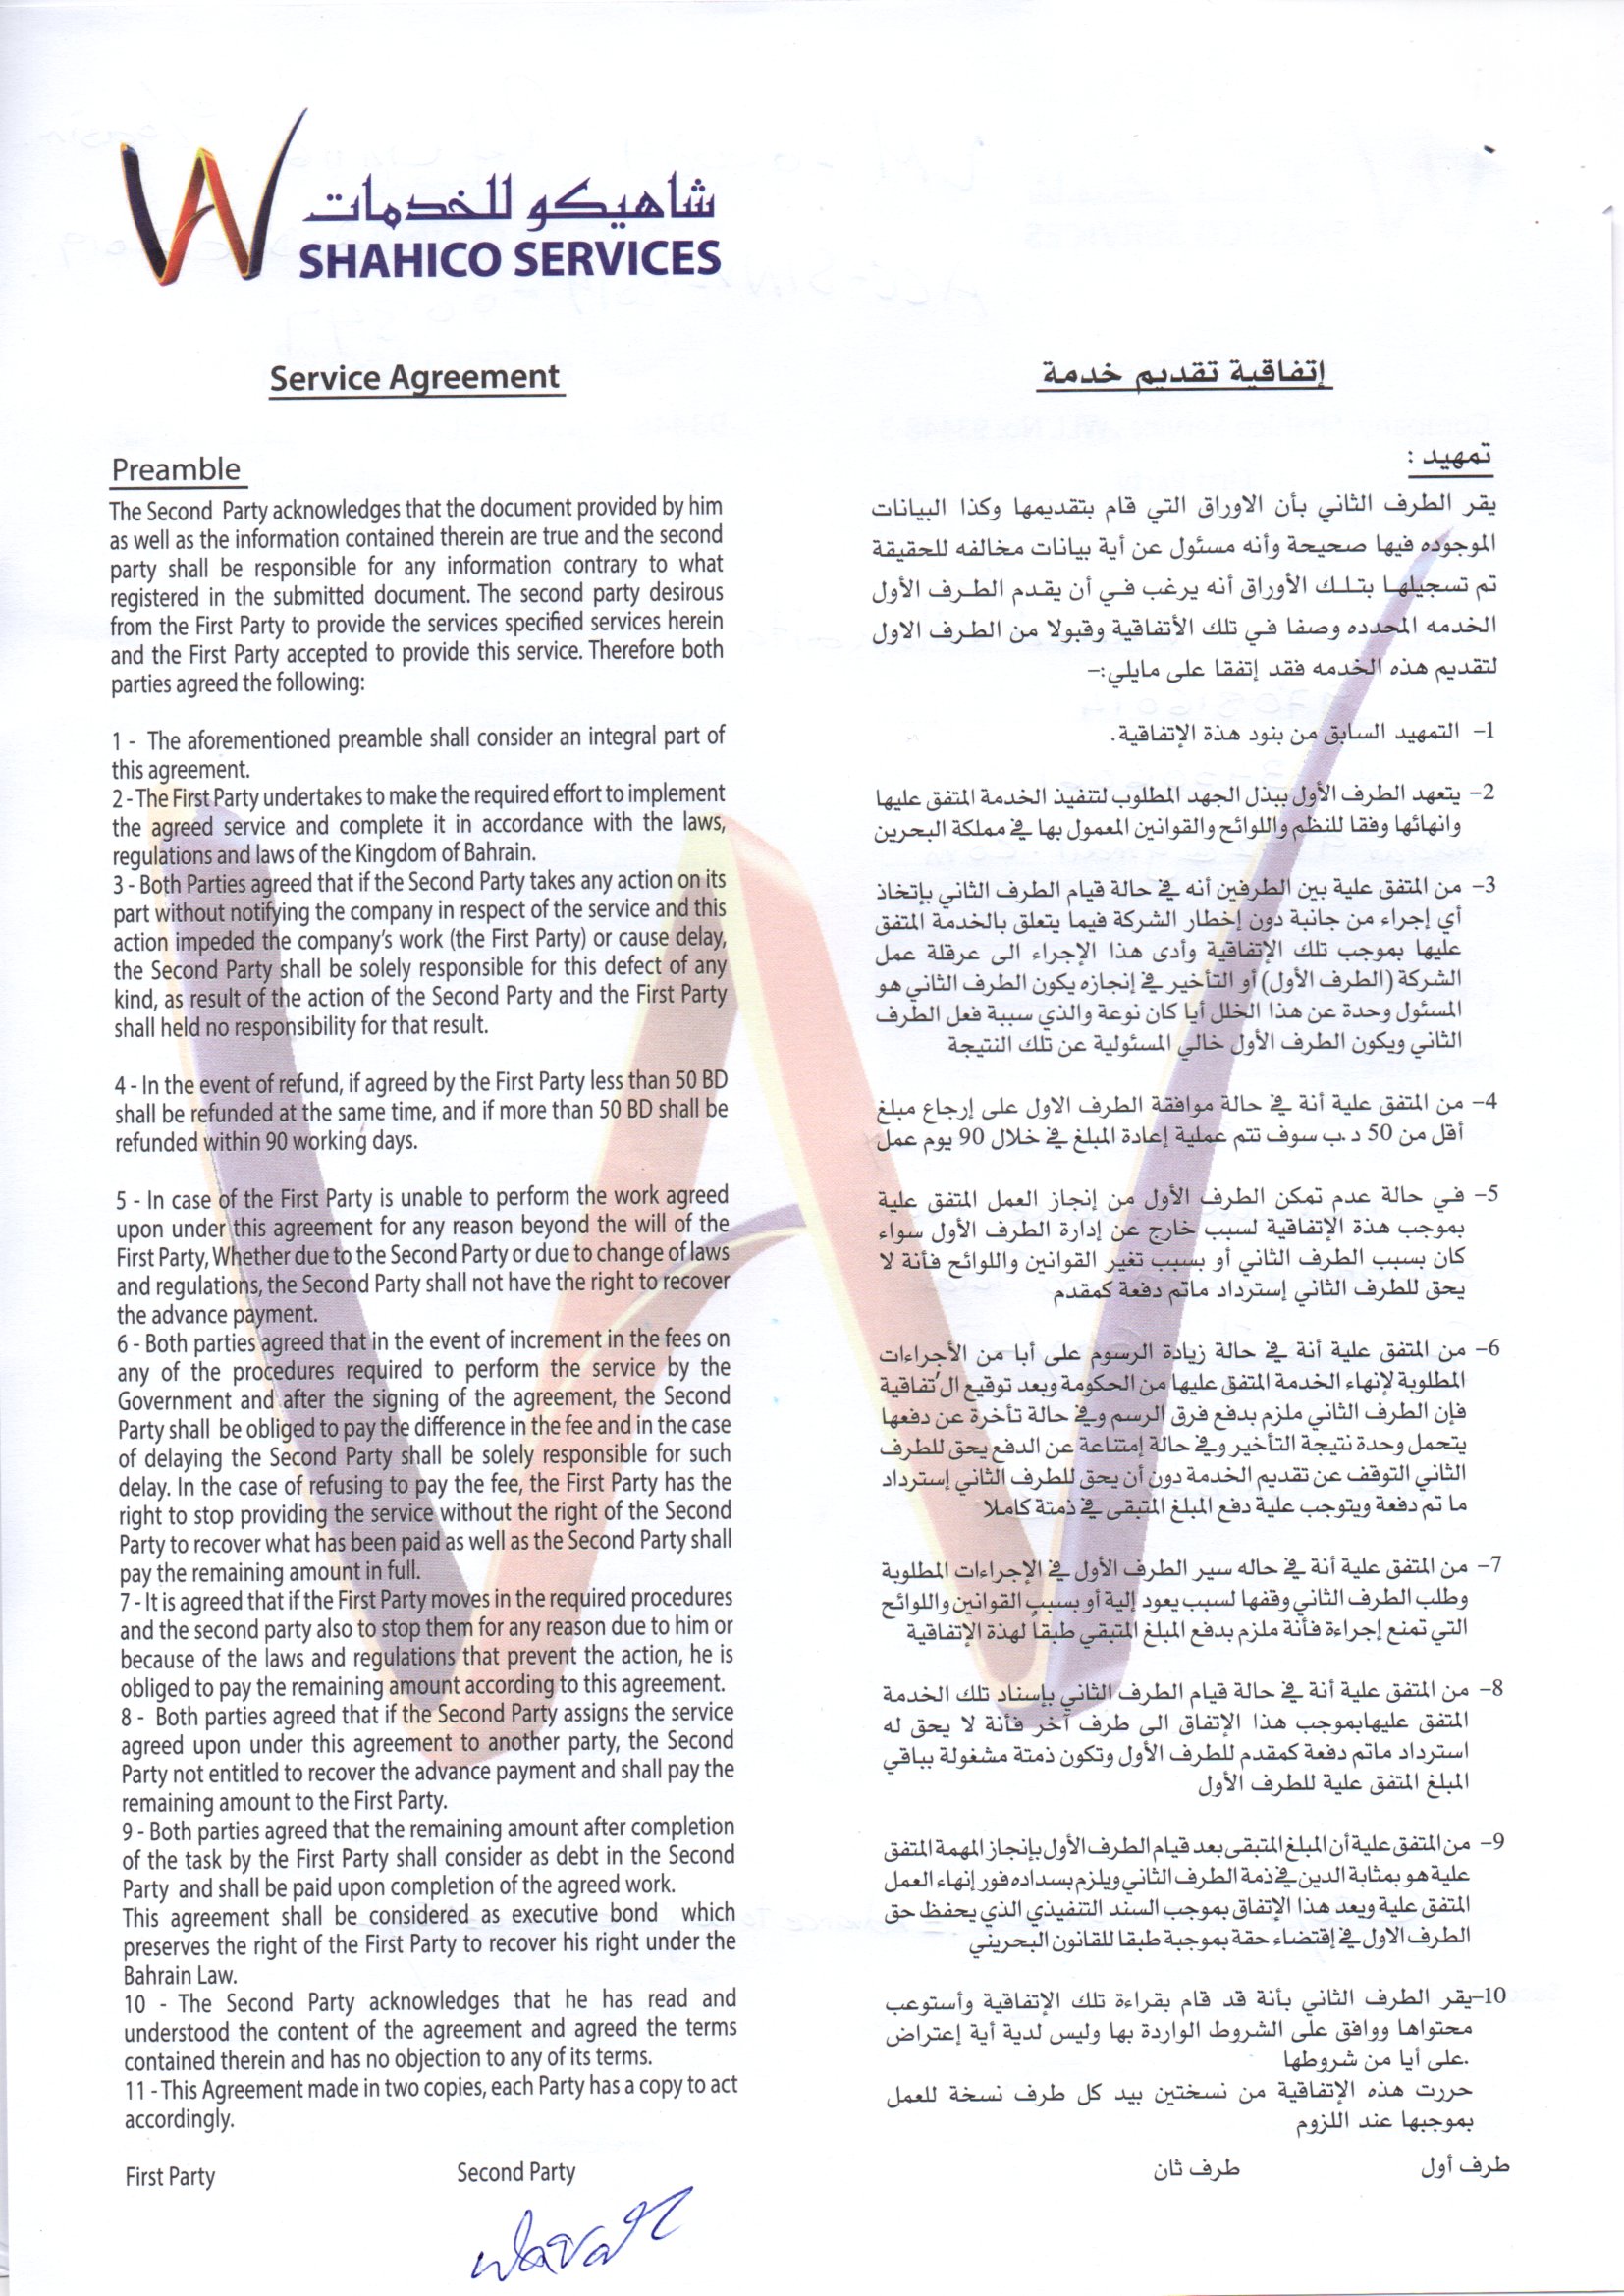 شاهيكو للخدمات
SHAHICO SERVICES
Service Agreement
Preamble
The Second Party acknowledges that the document provided by him
as well as the information contained therein are true and the second
party shall be responsible for any information contrary to what
registered in the submitted document. The second party desirous
from the First Party to provide the services specified services herein
and the First Party accepted to provide this service. Therefore both
parties agreed the following:
1 - The aforementioned preamble shall consider an integral part of
this agreement.
2 - The First Party undertakes to make the required effort to implement
the agreed service and complete it in accordance with the laws,
regulations and laws of the Kingdom of Bahrain.
3 - Both Parties agreed that if the Second Party takes any action on its
part without notifying the company in respect of the service and this
action impeded the company's work (the First Party) or cause delay,
the Second Party shall be solely responsible for this defect of any
kind, as result of the action of the Second Party and the First Party
shall held no responsibility for that result.
4 - In the event of refund, if agreed by the First Party less than 50 BD
shall be refunded at the same time, and if more than 50 BD shall be
refunded within 90 working days.
5 - In case of the First Party is unable to perform the work agreed
upon under this agreement for any reason beyond the will of the
First Party, Whether due to the Second Party or due to change of laws
and regulations, the Second Party shall not have the right to recover
the advance payment.
6 - Both parties agreed that in the event of increment in the fees on
any of the procedures required to perform the service by the
Government and after the signing of the agreement, the Second
Party shall be obliged to pay the difference in the fee and in the case
of delaying the Second Party shall be solely responsible for such
delay. In the case of refusing to pay the fee, the First Party has the
right to stop providing the service without the right of the Second
Party to recover what has been paid as well as the Second Party shall
pay the remaining amount in full.
7 - It is agreed that if the First Party moves in the required procedures
and the second party also to stop them for any reason due to him or
because of the laws and regulations that prevent the action, he is
obliged to pay the remaining amount according to this agreement.
8 - Both parties agreed that if the Second Party assigns the service
agreed upon under this agreement to another party, the Second
Party not entitled to recover the advance payment and shall pay the
remaining amount to the First Party.
9 - Both parties agreed that the remaining amount after completion
of the task by the First Party shall consider as debt in the Second
Party and shall be paid upon completion of the agreed work.
This agreement shall be considered as executive bond which
preserves the right of the First Party to recover his right under the
Bahrain Law.
10 - The Second Party acknowledges that he has read and
understood the content of the agreement and agreed the terms
contained therein and has no objection to any of its terms.
11 - This Agreement made in two copies, each Party has a copy to act
accordingly.
First Party
Second Party
إتفاقية تقديم خدمة
تمهيد :
يقر الطرف الثاني بأن الاوراق التي قام بتقديمها وكذا البيانات
الموجوده فيها صحيحة وأنه مسئول عن أية بيانات مخالفه للحقيقة
تم تسجيلها بتلك الأوراق أنه يرغب في أن يقدم الطرف الأول
الخدمه المحدده وصفا في تلك الأتفاقية وقبولا من الطرف الاول
لتقديم هذه الخدمه فقد إتفقا على مايلي:-
1- التمهيد السابق من بنود هذة الإتفاقية.
2- يتعهد الطرف الأول ببذل الجهد المطلوب لتنفيذ الخدمة المتفق عليها
وانهائها وفقا للنظم واللوائح والقوانين المعمول بها في مملكة البحرين
3- من المتفق علية بين الطرفين أنه في حالة قيام الطرف الثاني بإتخاذ
أي إجراء من جانبة دون إخطار الشركة فيما يتعلق بالخدمة المتفق
عليها بموجب تلك الإتفاقية وأدى هذا الإجراء الى عرقلة عمل
الشركة (الطرف الأول) أو التأخير في إنجازه يكون الطرف الثاني هو
المسئول وحدة عن هذا الخلل أيا كان نوعة والذي سببة فعل الطرف
الثاني ويكون الطرف الأول خالي المسئولية عن تلك النتيجة
4- من المتفق علية أنة في حالة موافقة الطرف الاول على إرجاع مبلغ
أقل من 50 د.ب سوف تتم عملية إعادة المبلغ في خلال 90 يوم عمل
5- في حالة عدم تمكن الطرف الأول من إنجاز العمل المتفق علية
بموجب هذة الإتفاقية لسبب خارج عن إدارة الطرف الأول سواء
كان بسبب الطرف الثاني أو بسبب تغير القوانين واللوائح فأنة لا
يحق للطرف الثاني إسترداد ماتم دفعة كمقدم
6- من المتفق علية أنة في حالة زيادة الرسوم على أبا من الأجراءات
المطلوبة لإنهاء الخدمة المتفق عليها من الحكومة وبعد توقيع ال'تفاقية
فإن الطرف الثاني ملزم بدفع فرق الرسم وفي حالة تأخرة عن دفعها
يتحمل وحدة نتيجة التأخير وفي حالة إمتناعة عن الدفع يحق للطرف
الثاني التوقف عن تقديم الخدمة دون أن يحق للطرف الثاني إسترداد
ما تم دفعة ويتوجب علية دفع المبلغ المتبقى في ذمتة كاملا
7- من المتفق علية أنة في حاله سير الطرف الأول في الإجراءات المطلوبة
وطلب الطرف الثاني وقفها لسبب يعود إلية أو بسبب القوانين واللوائح
التي تمنع إجراءة فأنة ملزم بدفع المبلغ المتبقي طبقاً لهذة الإتفاقية
8- من المتفق علية أنة في حالة قيام الطرف الثاني بإسناد تلك الخدمة
المتفق عليهابموجب هذا الإتفاق الى طرف آخر فأنة لا يحق له
استرداد ماتم دفعة كمقدم للطرف الأول وتكون ذمتة مشغولة بباقي
المبلغ المتفق علية للطرف الأول
9- من المتفق علية أن المبلغ المتبقى بعد قيام الطرف الأول بإنجاز المهمة المتفق
علية هو بمثابة الدين في ذمة الطرف الثاني ويلزم بسداده فور إنهاء العمل
المتفق علية ويعد هذا الإتفاق بموجب السند التنفيذي الذي يحفظ حق
الطرف الاول في إقتضاء حقة بموجبة طبقا للقانون البحريني
10-يقر الطرف الثاني بأنة قد قام بقراءة تلك الإتفاقية وأستوعب
محتواها ووافق على الشروط الواردة بها وليس لدية أية إعتراض
.على أيا من شروطها
حررت هذه الإتفاقية من نسختين بيد كل طرف نسخة للعمل
بموجبها عند اللزوم
طرف أول
طرف ثان